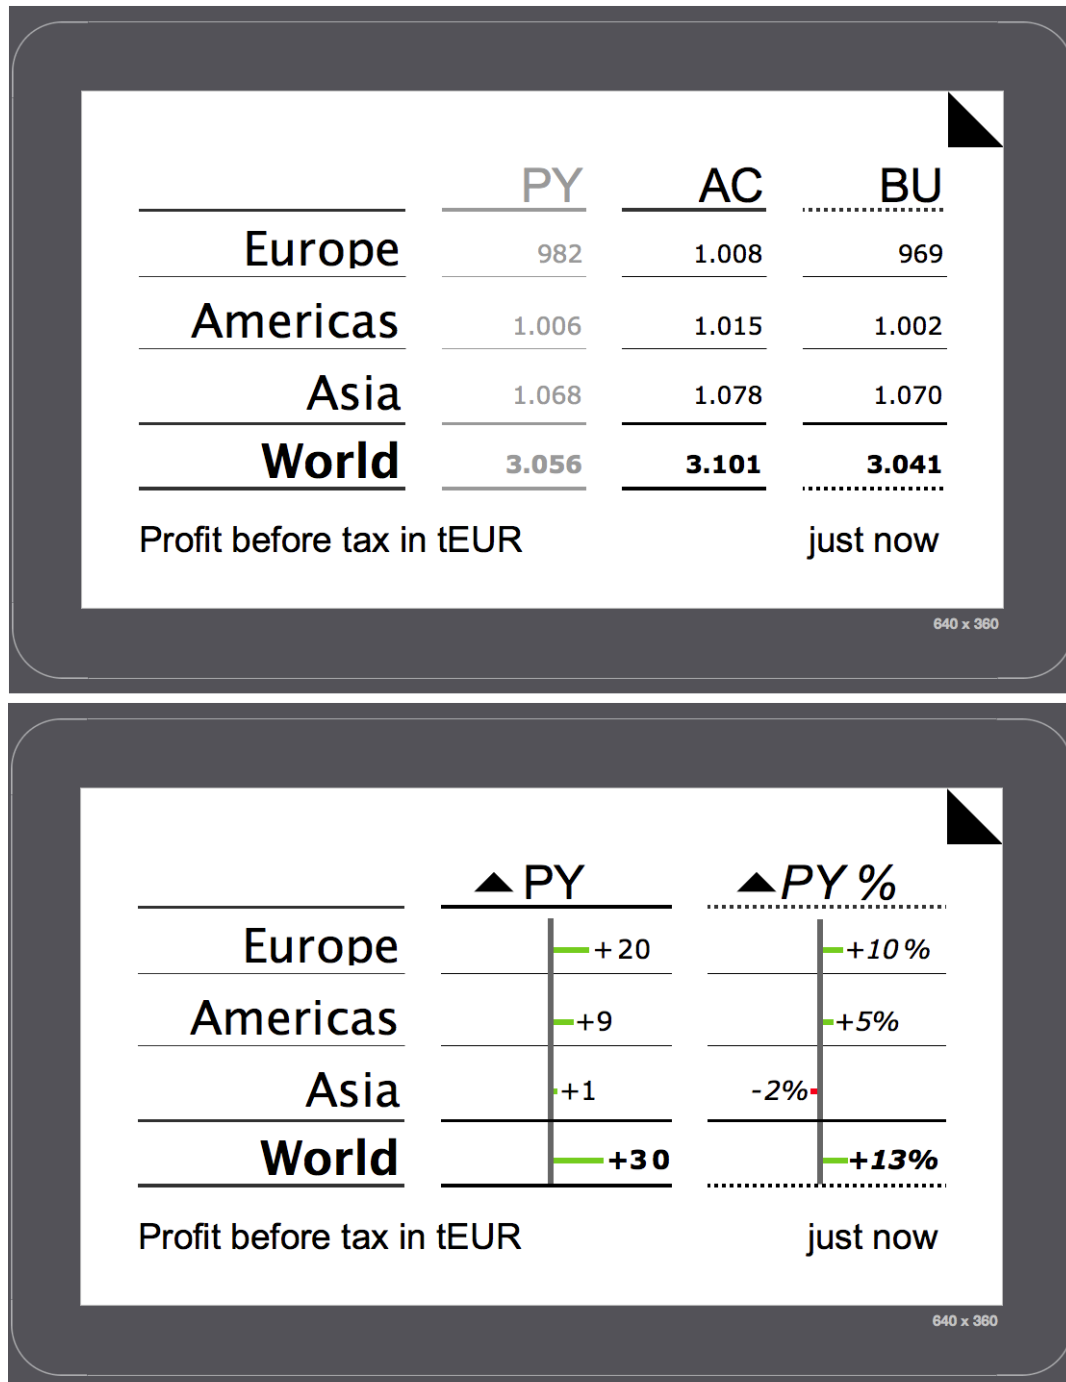 PY AC BU
Europe 982 1.008 969
Americas 1.006 1.015 1.002
Asia 1.068 1.078 1.070
World 3.056 3.101 3.041
Profit before tax in tEUR just now
640 x 360
▲ PY ▲ PY %
Europe +20 +10%
Americas +9 +5%
Asia +1 -2%
World +30 +13%
Profit before tax in tEUR just now
640 x 360